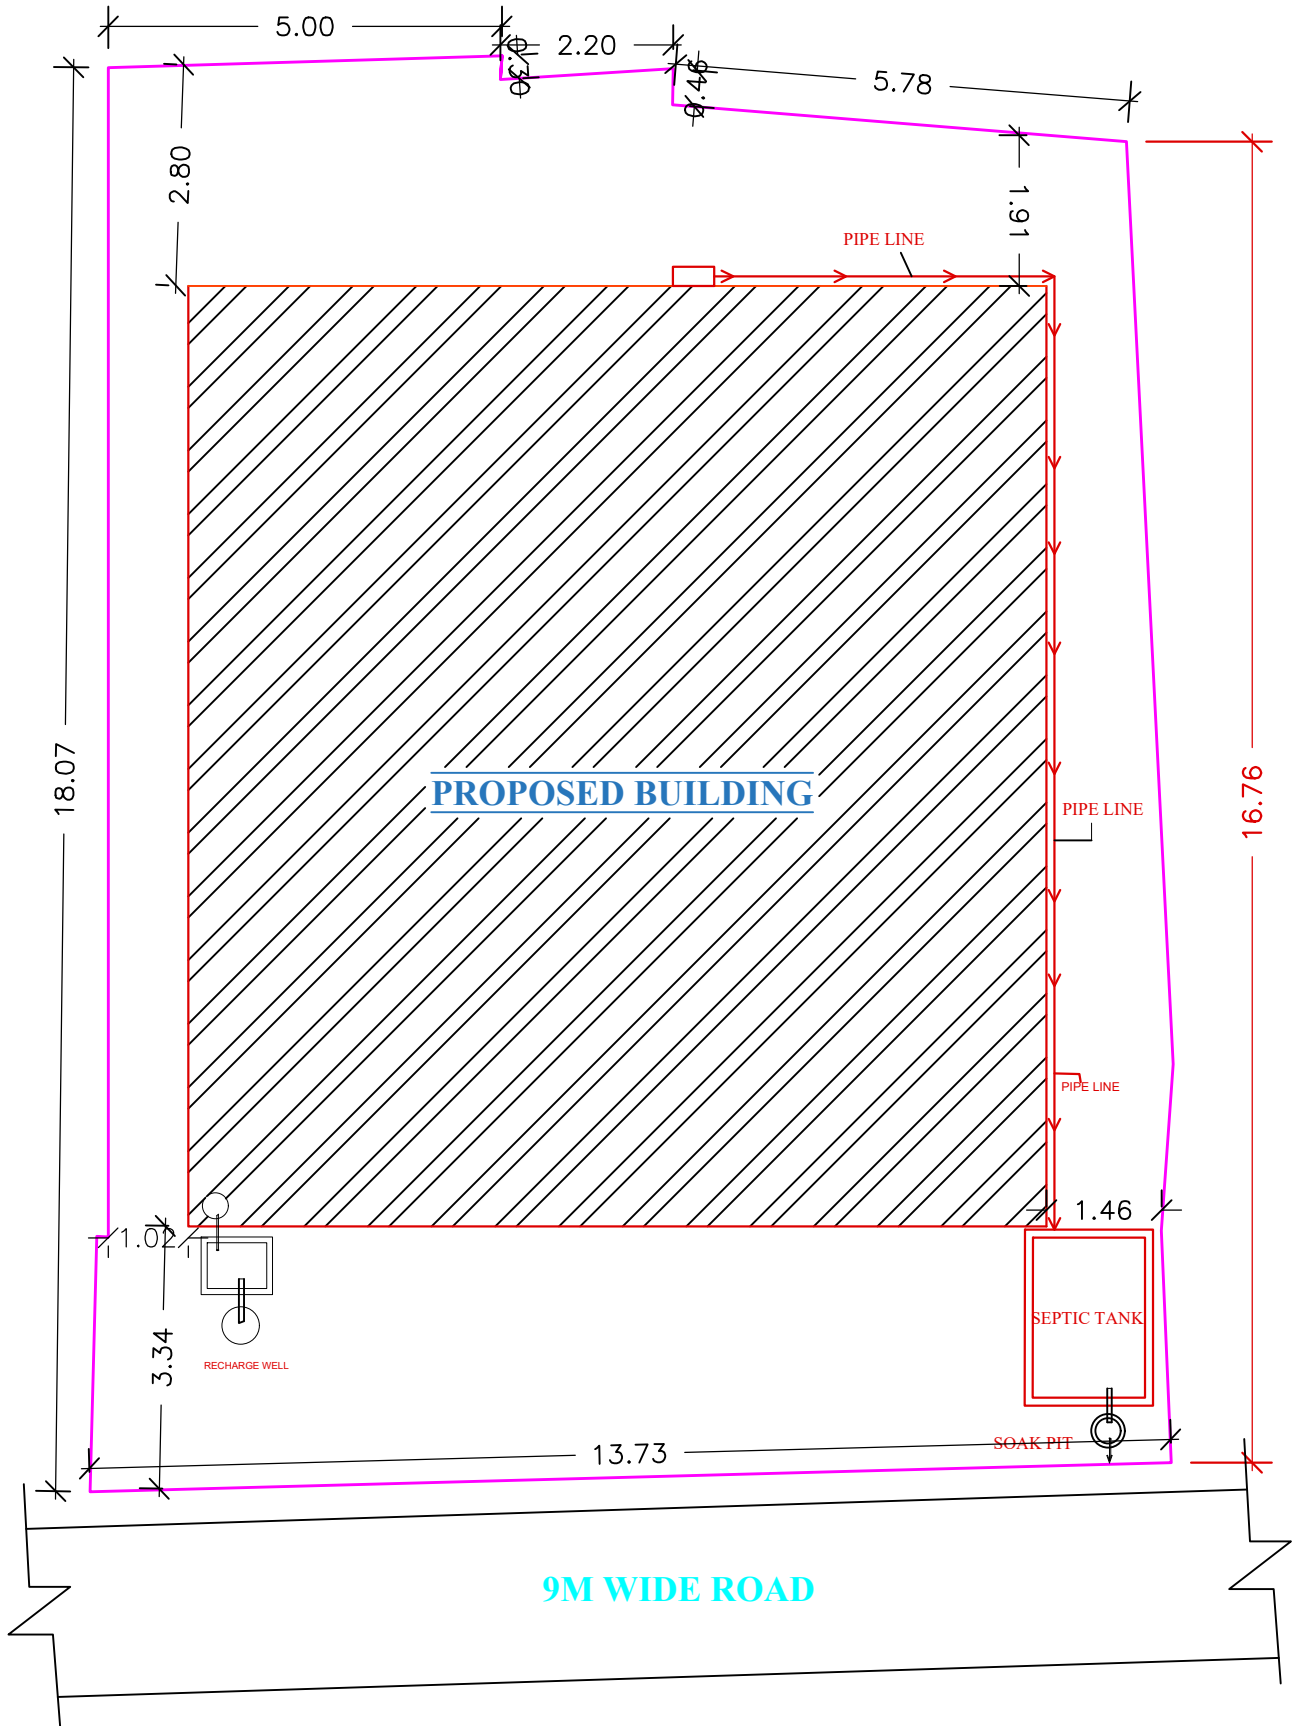 5.00
2.20
0.30
0.46
5.78
2.80
1.91
PIPE LINE
18.07
PROPOSED BUILDING
PIPE LINE
16.76
PIPE LINE
1.46
1.02
SEPTIC TANK
3.34
RECHARGE WELL
SOAK PIT
13.73
9M WIDE ROAD